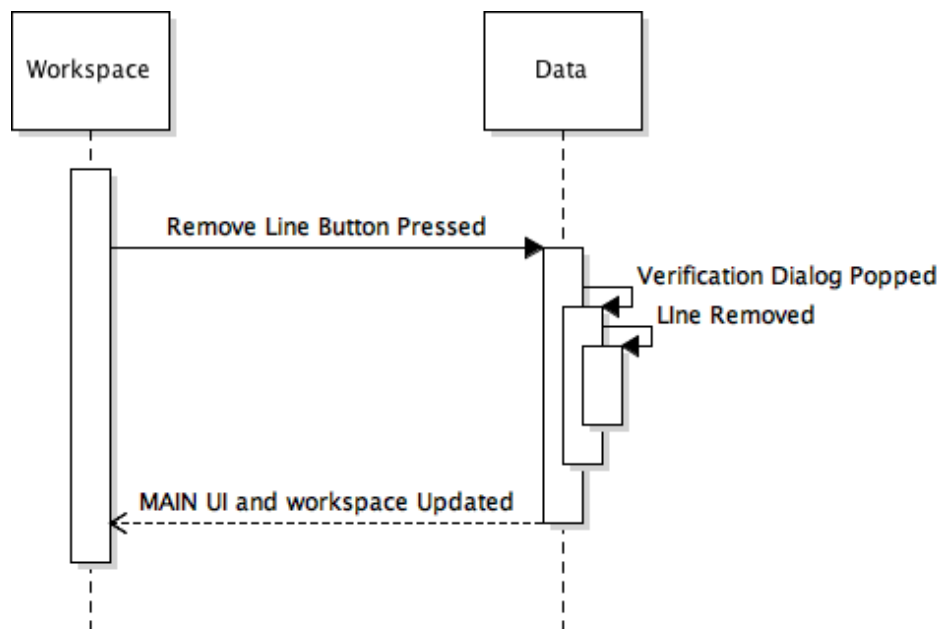 Workspace
Data
Remove Line Button Pressed
Verification Dialog Popped
LIne Removed
MAIN UI and workspace Updated